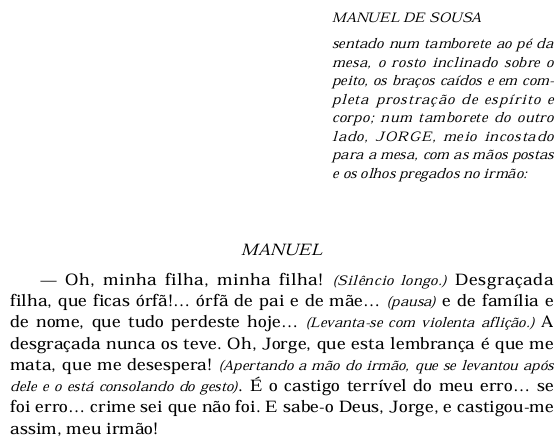 MANUEL DE SOUSA
sentado num tamborete ao pé da
mesa, o rosto inclinado sobre o
peito, os braços caídos e em com-
pleta prostração de espírito e
corpo; num tamborete do outro
lado, JORGE, meio incostado
para a mesa, com as mãos postas
e os olhos pregados no irmão:
MANUEL
— Oh, minha filha, minha filha! (Silêncio longo.) Desgraçada
filha, que ficas órfã!... órfã de pai e de mãe... (pausa) e de família e
de nome, que tudo perdeste hoje... (Levanta-se com violenta aflição.) A
desgraçada nunca os teve. Oh, Jorge, que esta lembrança é que me
mata, que me desespera! (Apertando a mão do irmão, que se levantou após
dele e o está consolando do gesto). É o castigo terrível do meu erro... se
foi erro... crime sei que não foi. E sabe-o Deus, Jorge, e castigou-me
assim, meu irmão!